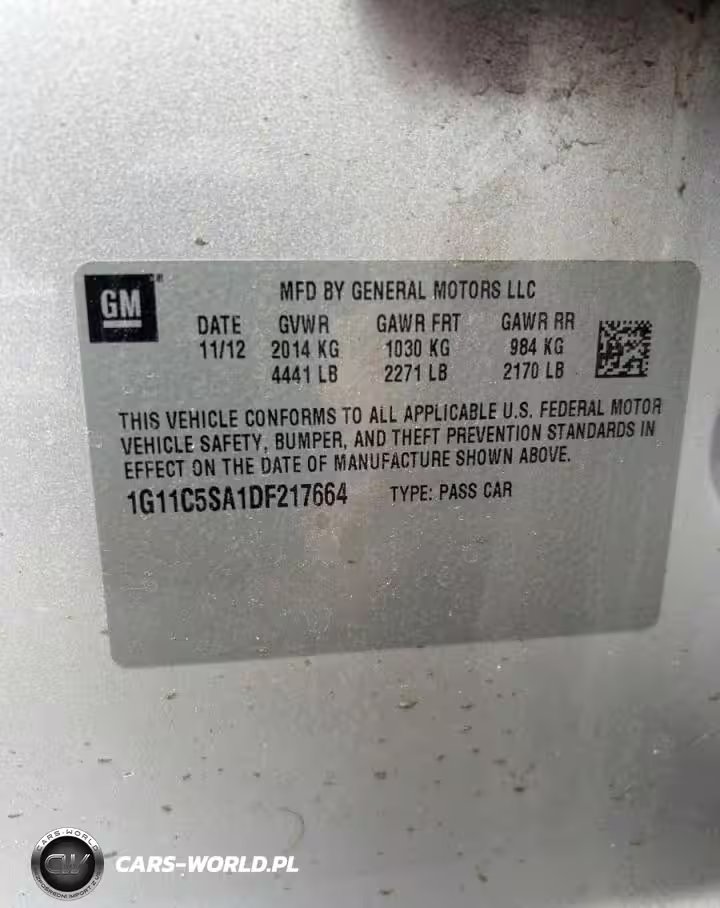 GM
MFD BY GENERAL MOTORS LLC
DATE GVWR GAWR FRT GAWR RR
11/12 2014 KG 1030 KG 984 KG
4441 LB 2271 LB 2170 LB
THIS VEHICLE CONFORMS TO ALL APPLICABLE U.S. FEDERAL MOTOR
VEHICLE SAFETY, BUMPER, AND THEFT PREVENTION STANDARDS IN
EFFECT ON THE DATE OF MANUFACTURE SHOWN ABOVE.
1G11C5SA1DF217664 TYPE: PASS CAR
CARS-WORLD
CW
CARS-WORLD.PL